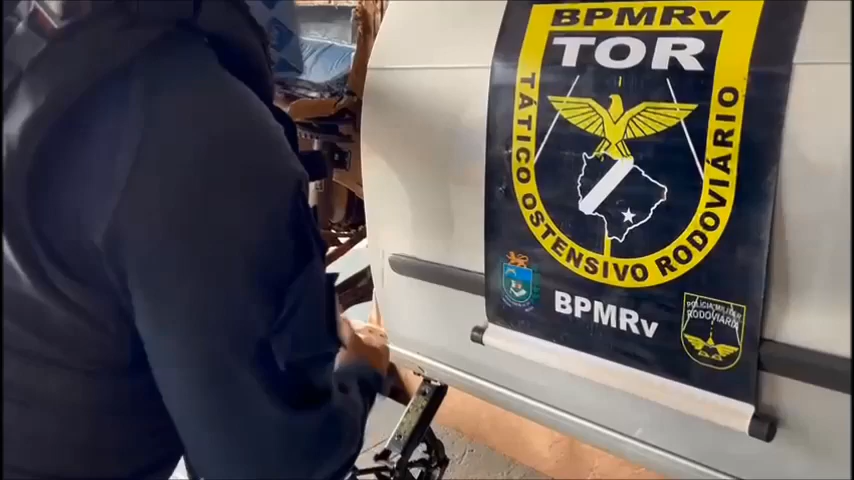 BPMRv
TOR
TÁTICO OSTENSIVO RODOVIÁRIO
BPMRv
POLÍCIA MILITAR
RODOVIÁRIA